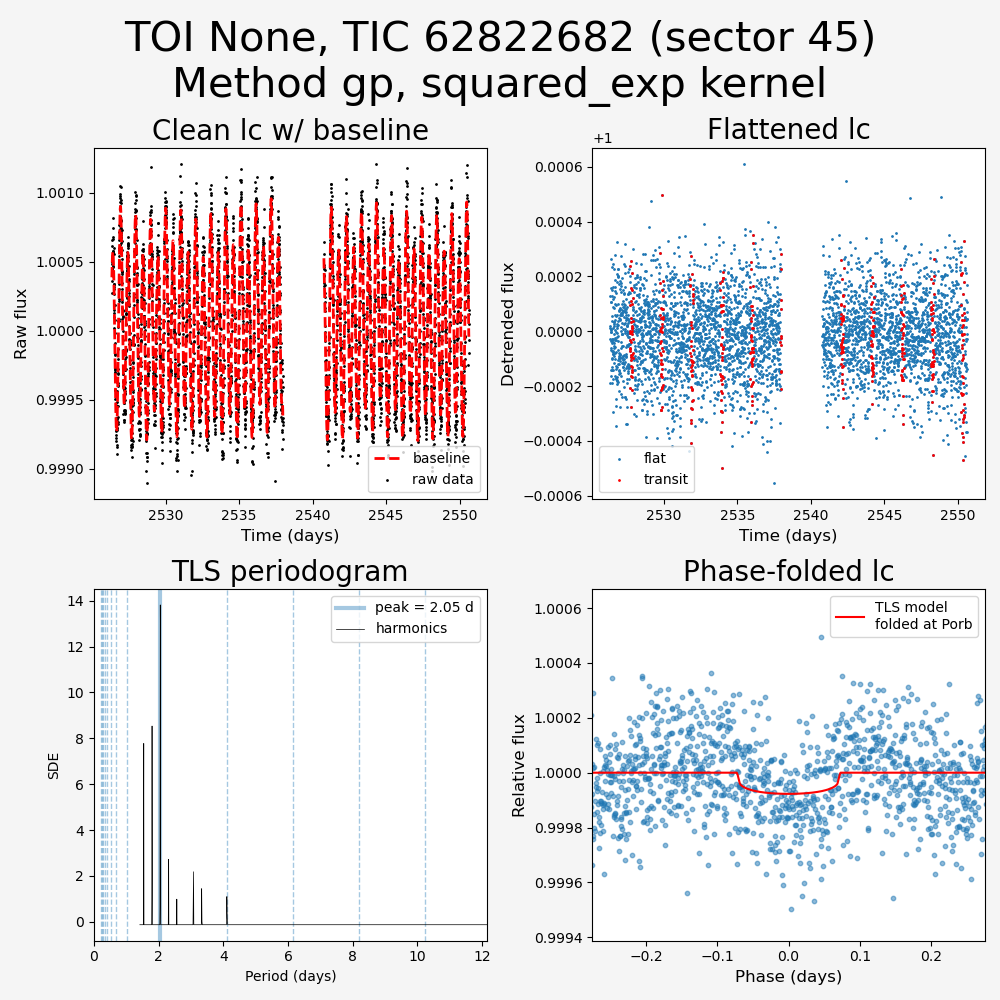 TOI None, TIC 62822682 (sector 45)
Method gp, squared_exp kernel
Clean lc w/ baseline
Raw flux
1.0010
1.0005
1.0000
0.9995
0.9990
2530
2535
2540
2545
2550
Time (days)
baseline
raw data
Flattened lc
+1
Detrended flux
0.0006
0.0004
0.0002
0.0000
−0.0002
−0.0004
−0.0006
2530
2535
2540
2545
2550
Time (days)
flat
transit
TLS periodogram
SDE
14
12
10
8
6
4
2
0
0
2
4
6
8
10
12
Period (days)
peak = 2.05 d
harmonics
Phase-folded lc
Relative flux
1.0006
1.0004
1.0002
1.0000
0.9998
0.9996
0.9994
−0.2
−0.1
0.0
0.1
0.2
Phase (days)
TLS model
folded at Porb